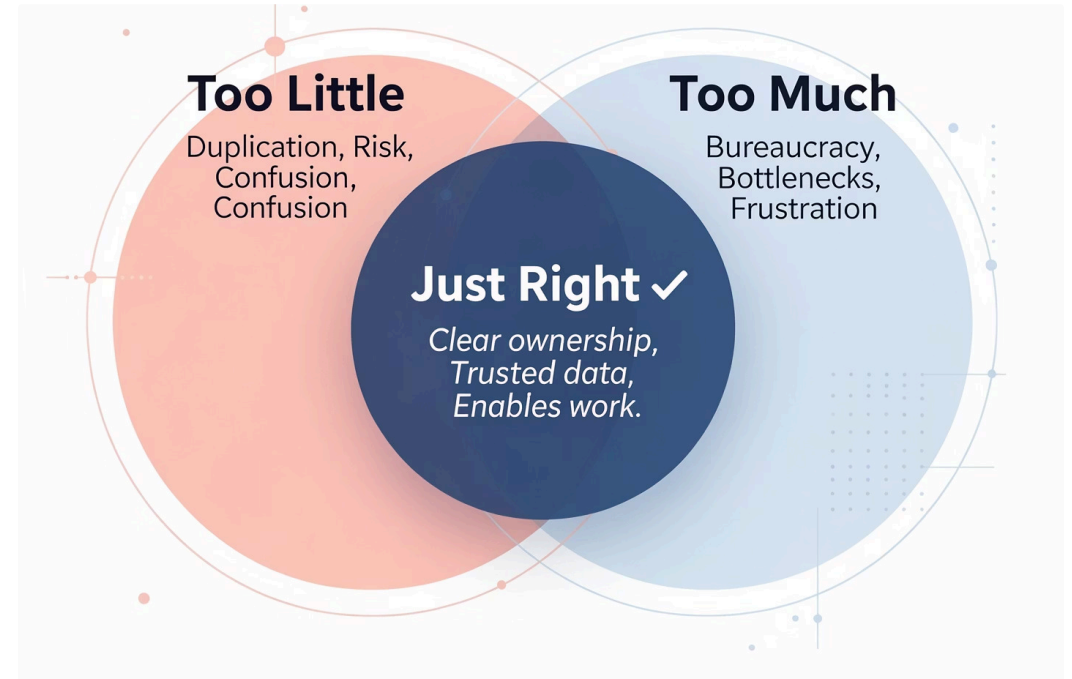 Too Little
Duplication, Risk,
Confusion,
Confusion
Too Much
Bureaucracy,
Bottlenecks,
Frustration
Just Right ✓
Clear ownership,
Trusted data,
Enables work.